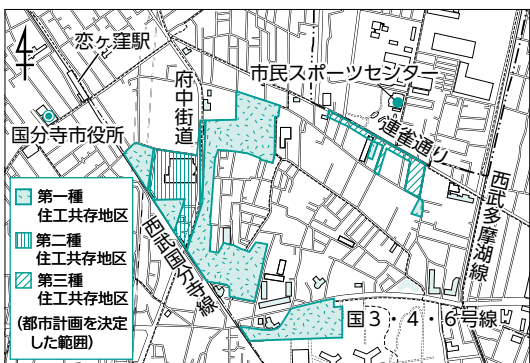 恋ヶ窪駅
国分寺市役所
府中街道
市民スポーツセンター
連雀通り
西武多摩湖線
西武国分寺線
国3・4・6号線
第一種
住工共存地区
第二種
住工共存地区
第三種
住工共存地区
(都市計画を決定
した範囲)